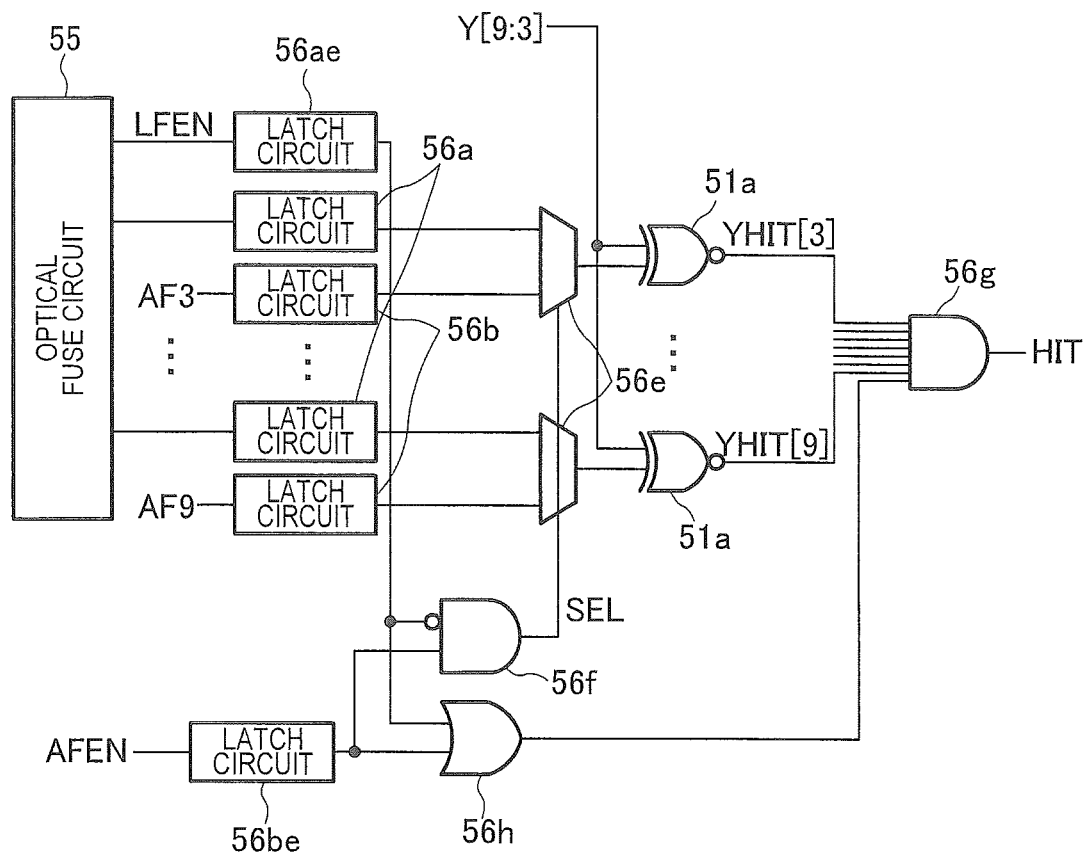 Y[9:3]
55
56ae
LFEN
LATCH
CIRCUIT
56a
51a
LATCH
CIRCUIT
YHIT[3]
OPTICAL
FUSE CIRCUIT
AF3
LATCH
CIRCUIT
56b
56g
HIT
56e
LATCH
CIRCUIT
YHIT[9]
AF9
LATCH
CIRCUIT
51a
SEL
56f
AFEN
LATCH
CIRCUIT
56be
56h